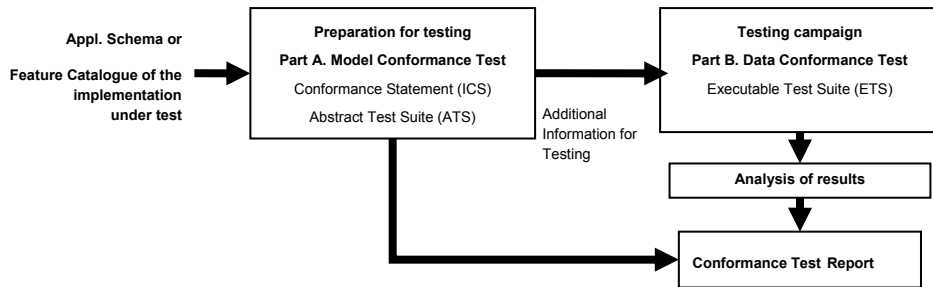 Appl. Schema or
Feature Catalogue of the
implementation
under test
Preparation for testing
Part A. Model Conformance Test
Conformance Statement (ICS)
Abstract Test Suite (ATS)
Additional
Information for
Testing
Testing campaign
Part B. Data Conformance Test
Executable Test Suite (ETS)
Analysis of results
Conformance Test Report